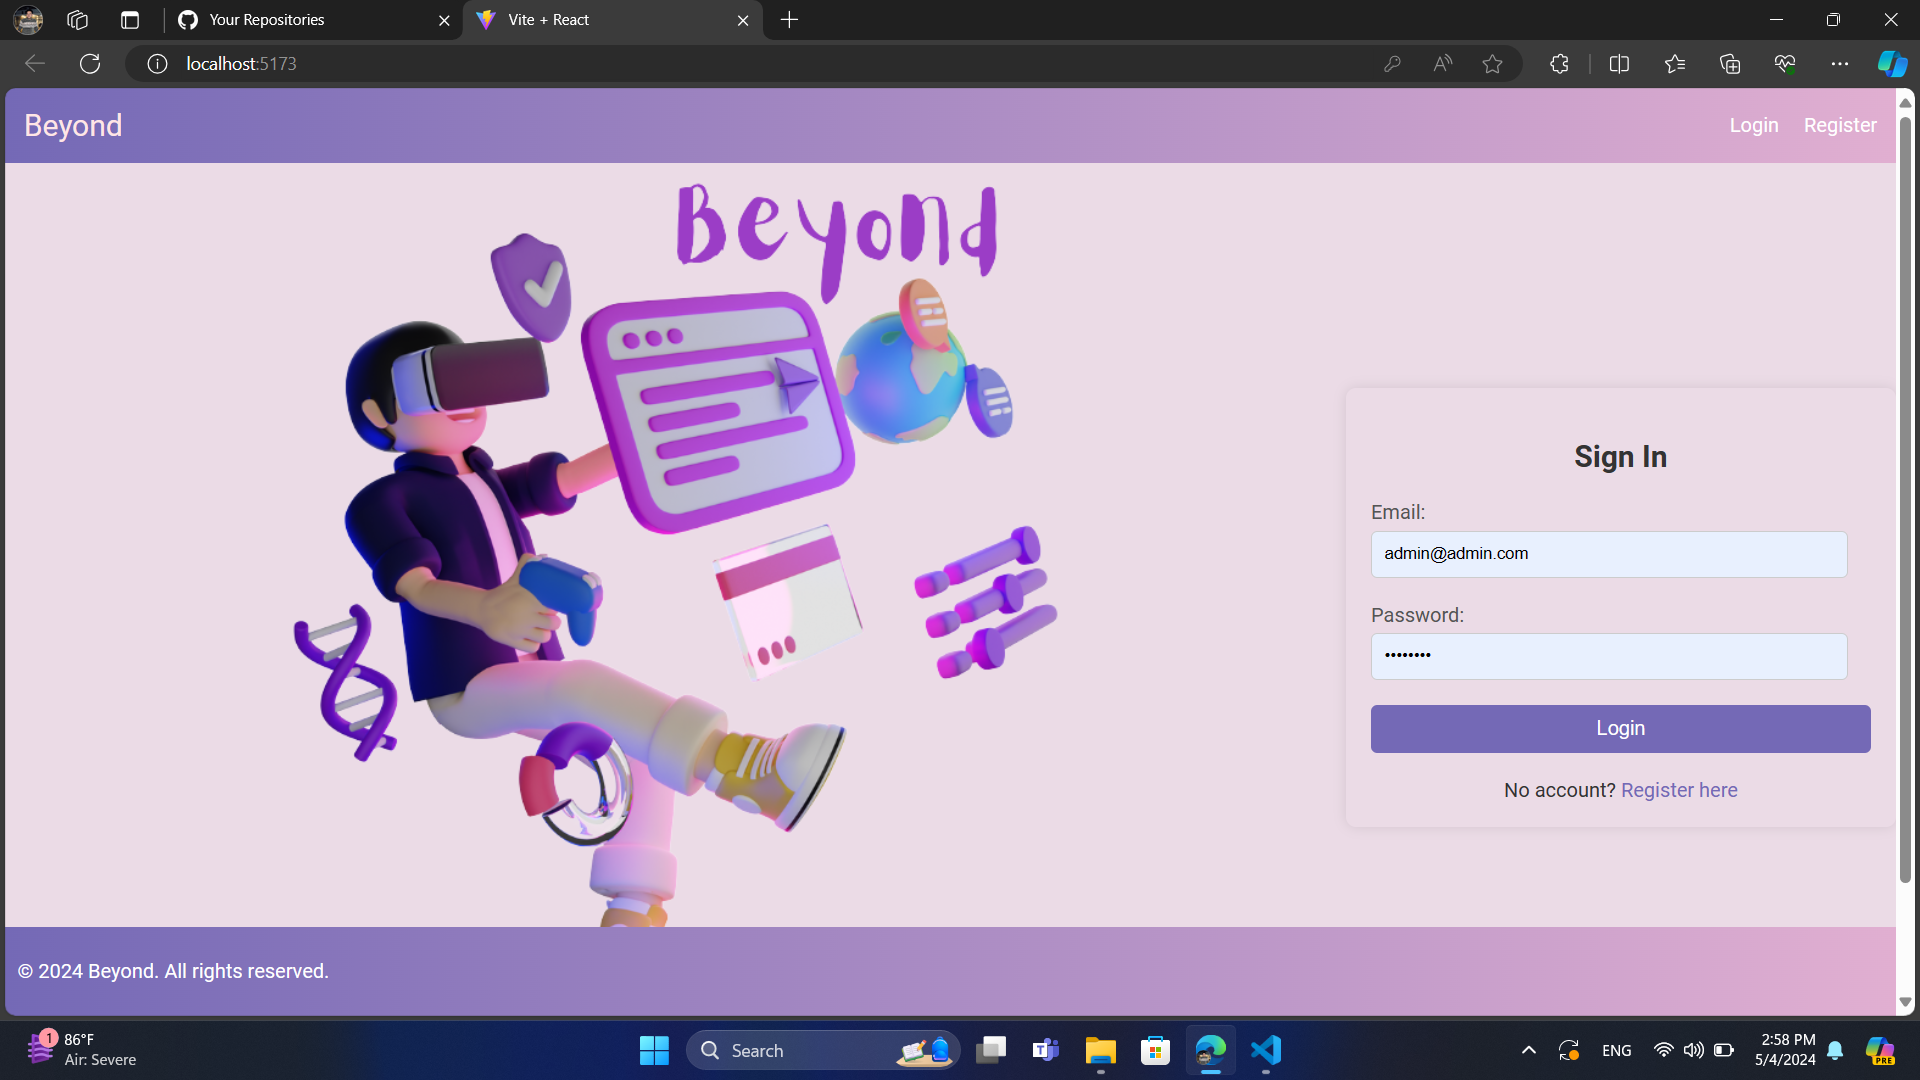 Your Repositories
Vite + React
localhost:5173
Beyond
Login
Register
Beyond
Sign In
Email:
admin@admin.com
Password:
••••••••
Login
No account? Register here
© 2024 Beyond. All rights reserved.
1
86°F
Air: Severe
Search
ENG
2:58 PM
5/4/2024
PRE